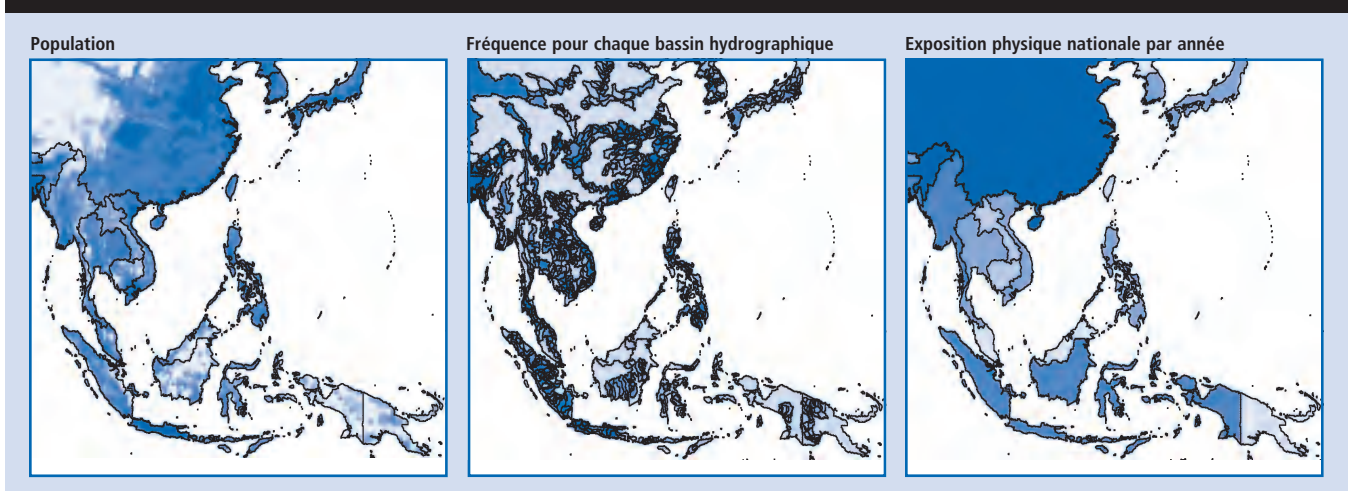 Population
Fréquence pour chaque bassin hydrographique
Exposition physique nationale par année